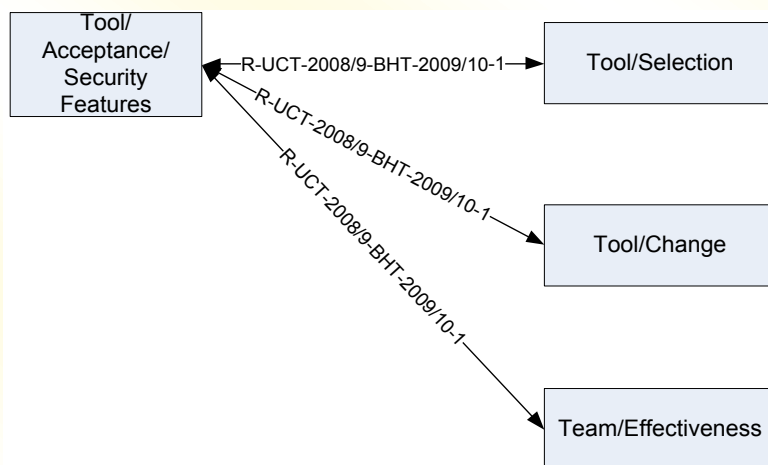 Tool/
Acceptance/
Security
Features
R-UCT-2008/9-BHT-2009/10-1
Tool/Selection
R-UCT-2008/9-BHT-2009/10-1
Tool/Change
R-UCT-2008/9-BHT-2009/10-1
Team/Effectiveness